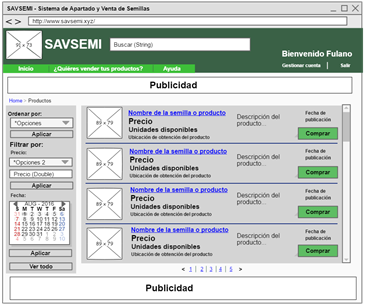 SAVSEMI - Sistema de Apartado y Venta de Semillas
http://www.savsemi.xyz/
91 x 73
SAVSEMI
Buscar (String)
Bienvenido Fulano
Gestionar cuenta | Salir
Inicio
¿Quiéres vender tus productos?
Ayuda
Publicidad
Home > Productos
Ordenar por:
*Opciones
Aplicar
Filtrar por:
Precio:
*Opciones 2
Precio (Double)
Aplicar
Fecha:
AUG - 2016
Aplicar
Ver todo
89 x 79
Nombre de la semilla o producto
Precio
Unidades disponibles
Ubicación de obtención del producto
Descripción del producto...
Fecha de publicación
Comprar
89 x 79
Nombre de la semilla o producto
Precio
Unidades disponibles
Ubicación de obtención del producto
Descripción del producto...
Fecha de publicación
Comprar
89 x 79
Nombre de la semilla o producto
Precio
Unidades disponibles
Ubicación de obtención del producto
Descripción del producto...
Fecha de publicación
Comprar
89 x 79
Nombre de la semilla o producto
Precio
Unidades disponibles
Ubicación de obtención del producto
Descripción del producto...
Fecha de publicación
Comprar
< 1 | 2 | 3 | 4 | 5 >
Publicidad